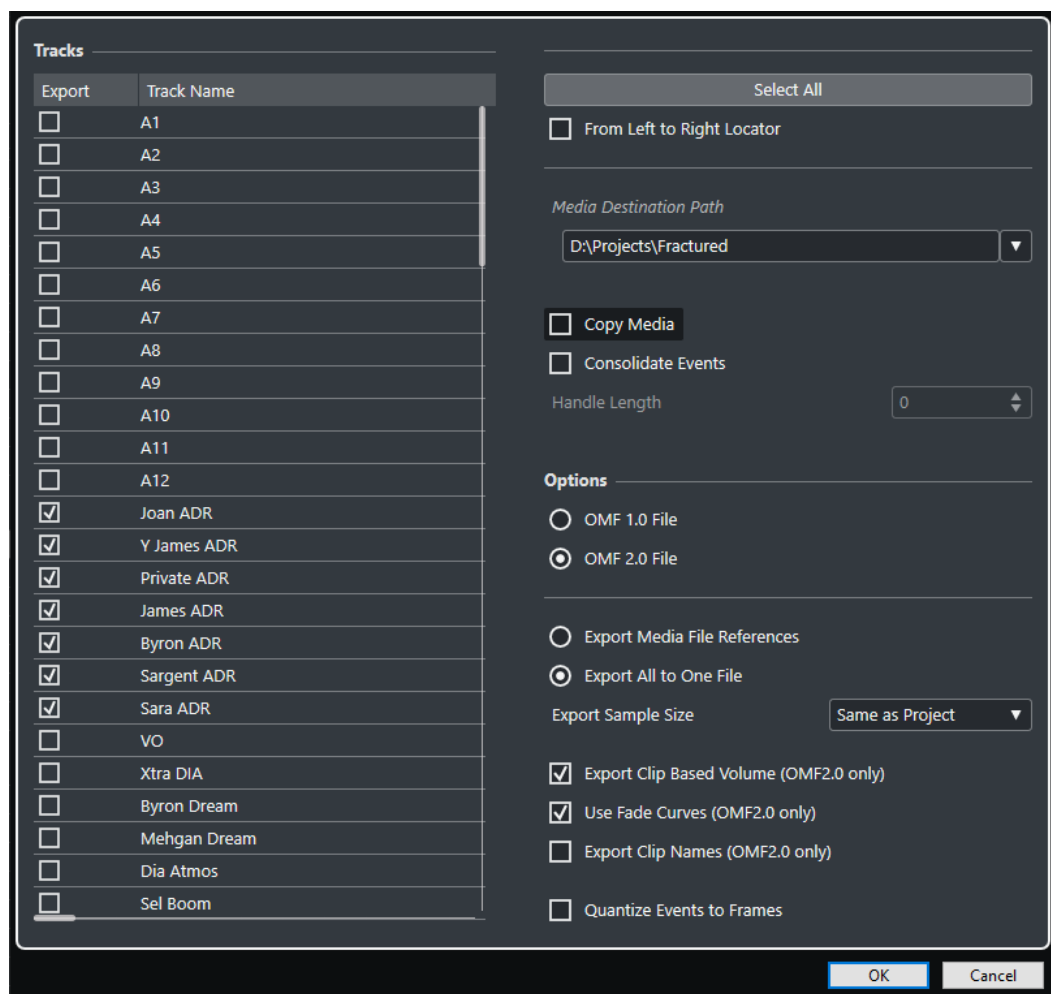 Tracks
Export Track Name
A1
A2
A3
A4
A5
A6
A7
A8
A9
A10
A11
A12
Joan ADR
Y James ADR
Private ADR
James ADR
Byron ADR
Sargent ADR
Sara ADR
VO
Xtra DIA
Byron Dream
Mehgan Dream
Dia Atmos
Sel Boom
Select All
From Left to Right Locator
Media Destination Path
D:\Projects\Fractured
Copy Media
Consolidate Events
Handle Length 0
Options
OMF 1.0 File
OMF 2.0 File
Export Media File References
Export All to One File
Export Sample Size Same as Project
Export Clip Based Volume (OMF2.0 only)
Use Fade Curves (OMF2.0 only)
Export Clip Names (OMF2.0 only)
Quantize Events to Frames
OK Cancel